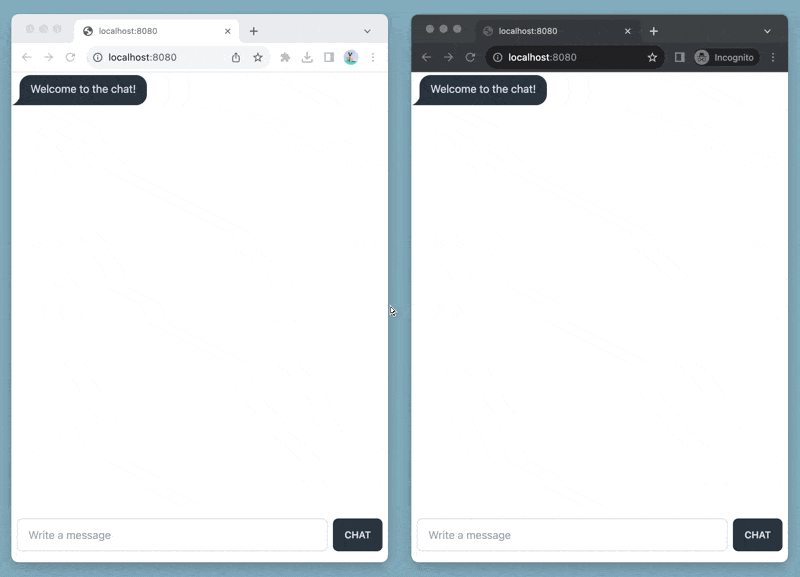 localhost:8080
localhost:8080
Welcome to the chat!
Write a message
CHAT
localhost:8080
localhost:8080
Incognito
Welcome to the chat!
Write a message
CHAT